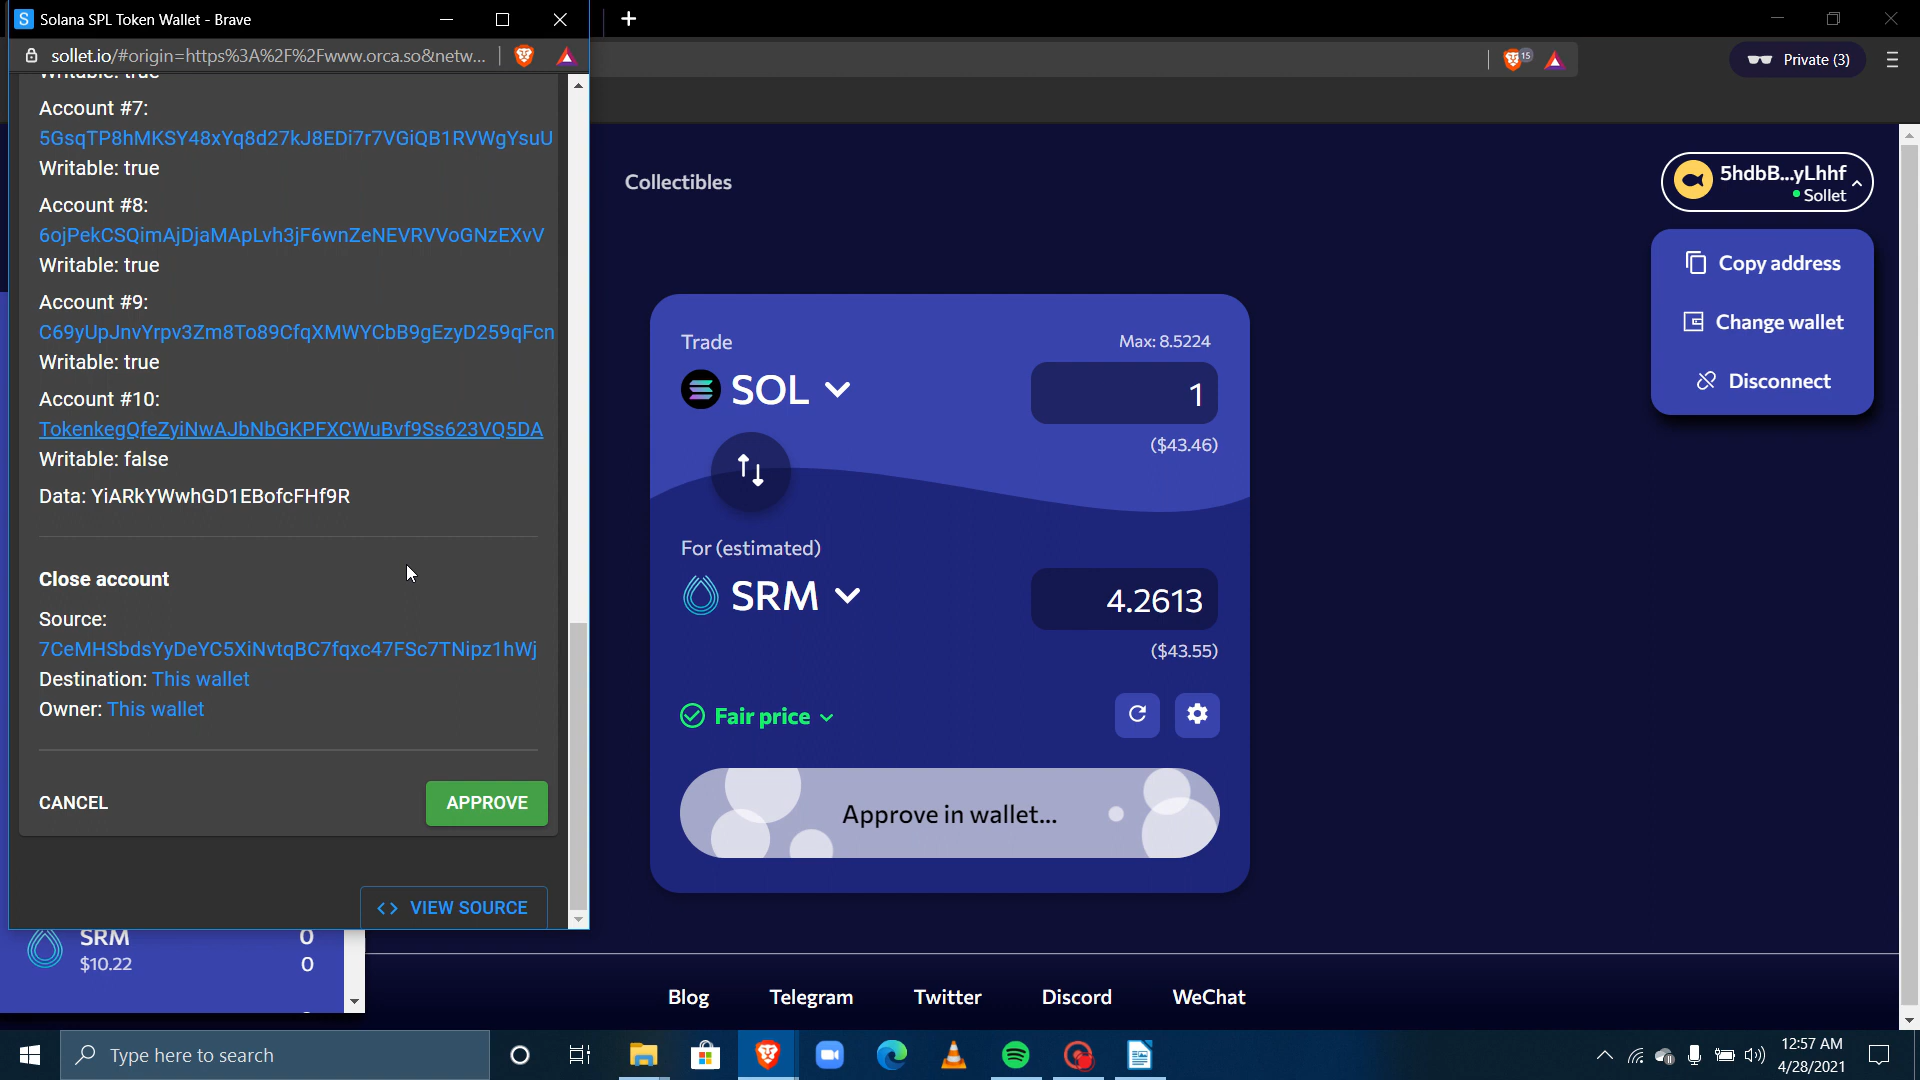 Solana SPL Token Wallet - Brave
sollet.io/#origin=https%3A%2F%2Fwww.orca.so&netw...
Writable: true
Account #7:
5GsqTP8hMKSY48xYq8d27kJ8EDi7r7VGiQB1RVWgYsuU
Writable: true
Account #8:
6ojPekCSQimAjDjaMApLvh3jF6wnZeNEVRVVoGNzEXvV
Writable: true
Account #9:
C69yUpJnvYrpv3Zm8To89CfqXMWYCbB9gEzyD259qFcn
Writable: true
Account #10:
TokenkegQfeZyiNwAJbNbGKPFXCWuBvf9Ss623VQ5DA
Writable: false
Data: YiARkYWwhGD1EBofcFHf9R
Close account
Source:
7CeMHSbdsYyDeYC5XiNvtqBC7fqxc47FSc7TNipz1hWj
Destination: This wallet
Owner: This wallet
CANCEL
APPROVE
VIEW SOURCE
SRM 0
$10.22 0
15
Private (3)
Collectibles
5hdbB...yLhhf
Sollet
Copy address
Change wallet
Disconnect
Trade
Max: 8.5224
SOL
1
($43.46)
For (estimated)
SRM
4.2613
($43.55)
Fair price
Approve in wallet...
Blog
Telegram
Twitter
Discord
WeChat
Type here to search
12:57 AM
4/28/2021